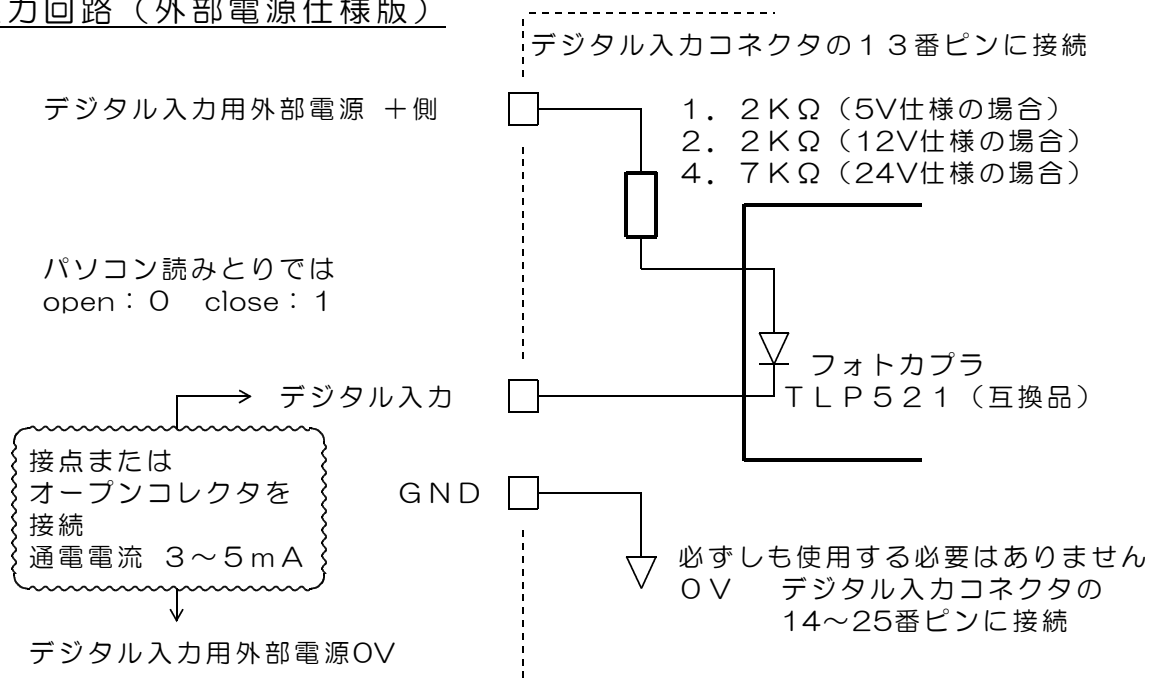 力回路（外部電源仕様版）
デジタル入力コネクタの１３番ピンに接続
デジタル入力用外部電源 ＋側
１．２ＫΩ（5V仕様の場合）
２．２ＫΩ（12V仕様の場合）
４．７ＫΩ（24V仕様の場合）
パソコン読みとりでは
open：０　close：１
フォトカプラ
ＴＬＰ５２１（互換品）
デジタル入力
接点または
オープンコレクタを
接続
通電電流 ３～５ｍＡ
ＧＮＤ
必ずしも使用する必要はありません
０Ｖ　デジタル入力コネクタの
14～25番ピンに接続
デジタル入力用外部電源0V